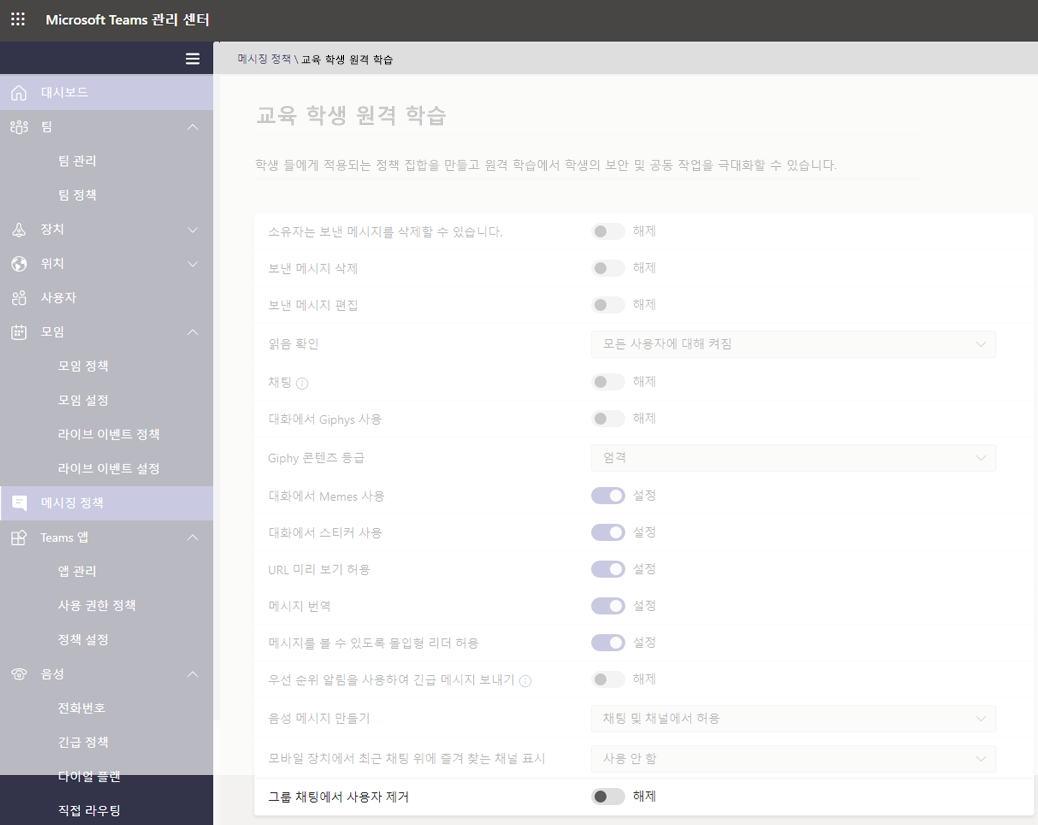 Microsoft Teams 관리 센터
메시징 정책 \ 교육 학생 원격 학습
대시보드
팀
팀 관리
팀 정책
장치
위치
사용자
모임
모임 정책
모임 설정
라이브 이벤트 정책
라이브 이벤트 설정
메시징 정책
Teams 앱
앱 관리
사용 권한 정책
정책 설정
음성
전화번호
긴급 정책
다이얼 플랜
직접 라우팅
교육 학생 원격 학습
학생 들에게 적용되는 정책 집합을 만들고 원격 학습에서 학생의 보안 및 공동 작업을 극대화할 수 있습니다.
소유자는 보낸 메시지를 삭제할 수 있습니다. 해제
보낸 메시지 삭제 해제
보낸 메시지 편집 해제
읽음 확인 모든 사용자에 대해 켜짐
채팅 해제
대화에서 Giphys 사용 해제
Giphy 콘텐츠 등급 엄격
대화에서 Memes 사용 설정
대화에서 스티커 사용 설정
URL 미리 보기 허용 설정
메시지 번역 설정
메시지를 볼 수 있도록 몰입형 리더 허용 설정
우선 순위 알림을 사용하여 긴급 메시지 보내기 해제
음성 메시지 만들기 채팅 및 채널에서 허용
모바일 장치에서 최근 채팅 위에 즐겨 찾는 채널 표시 사용 안 함
그룹 채팅에서 사용자 제거 해제